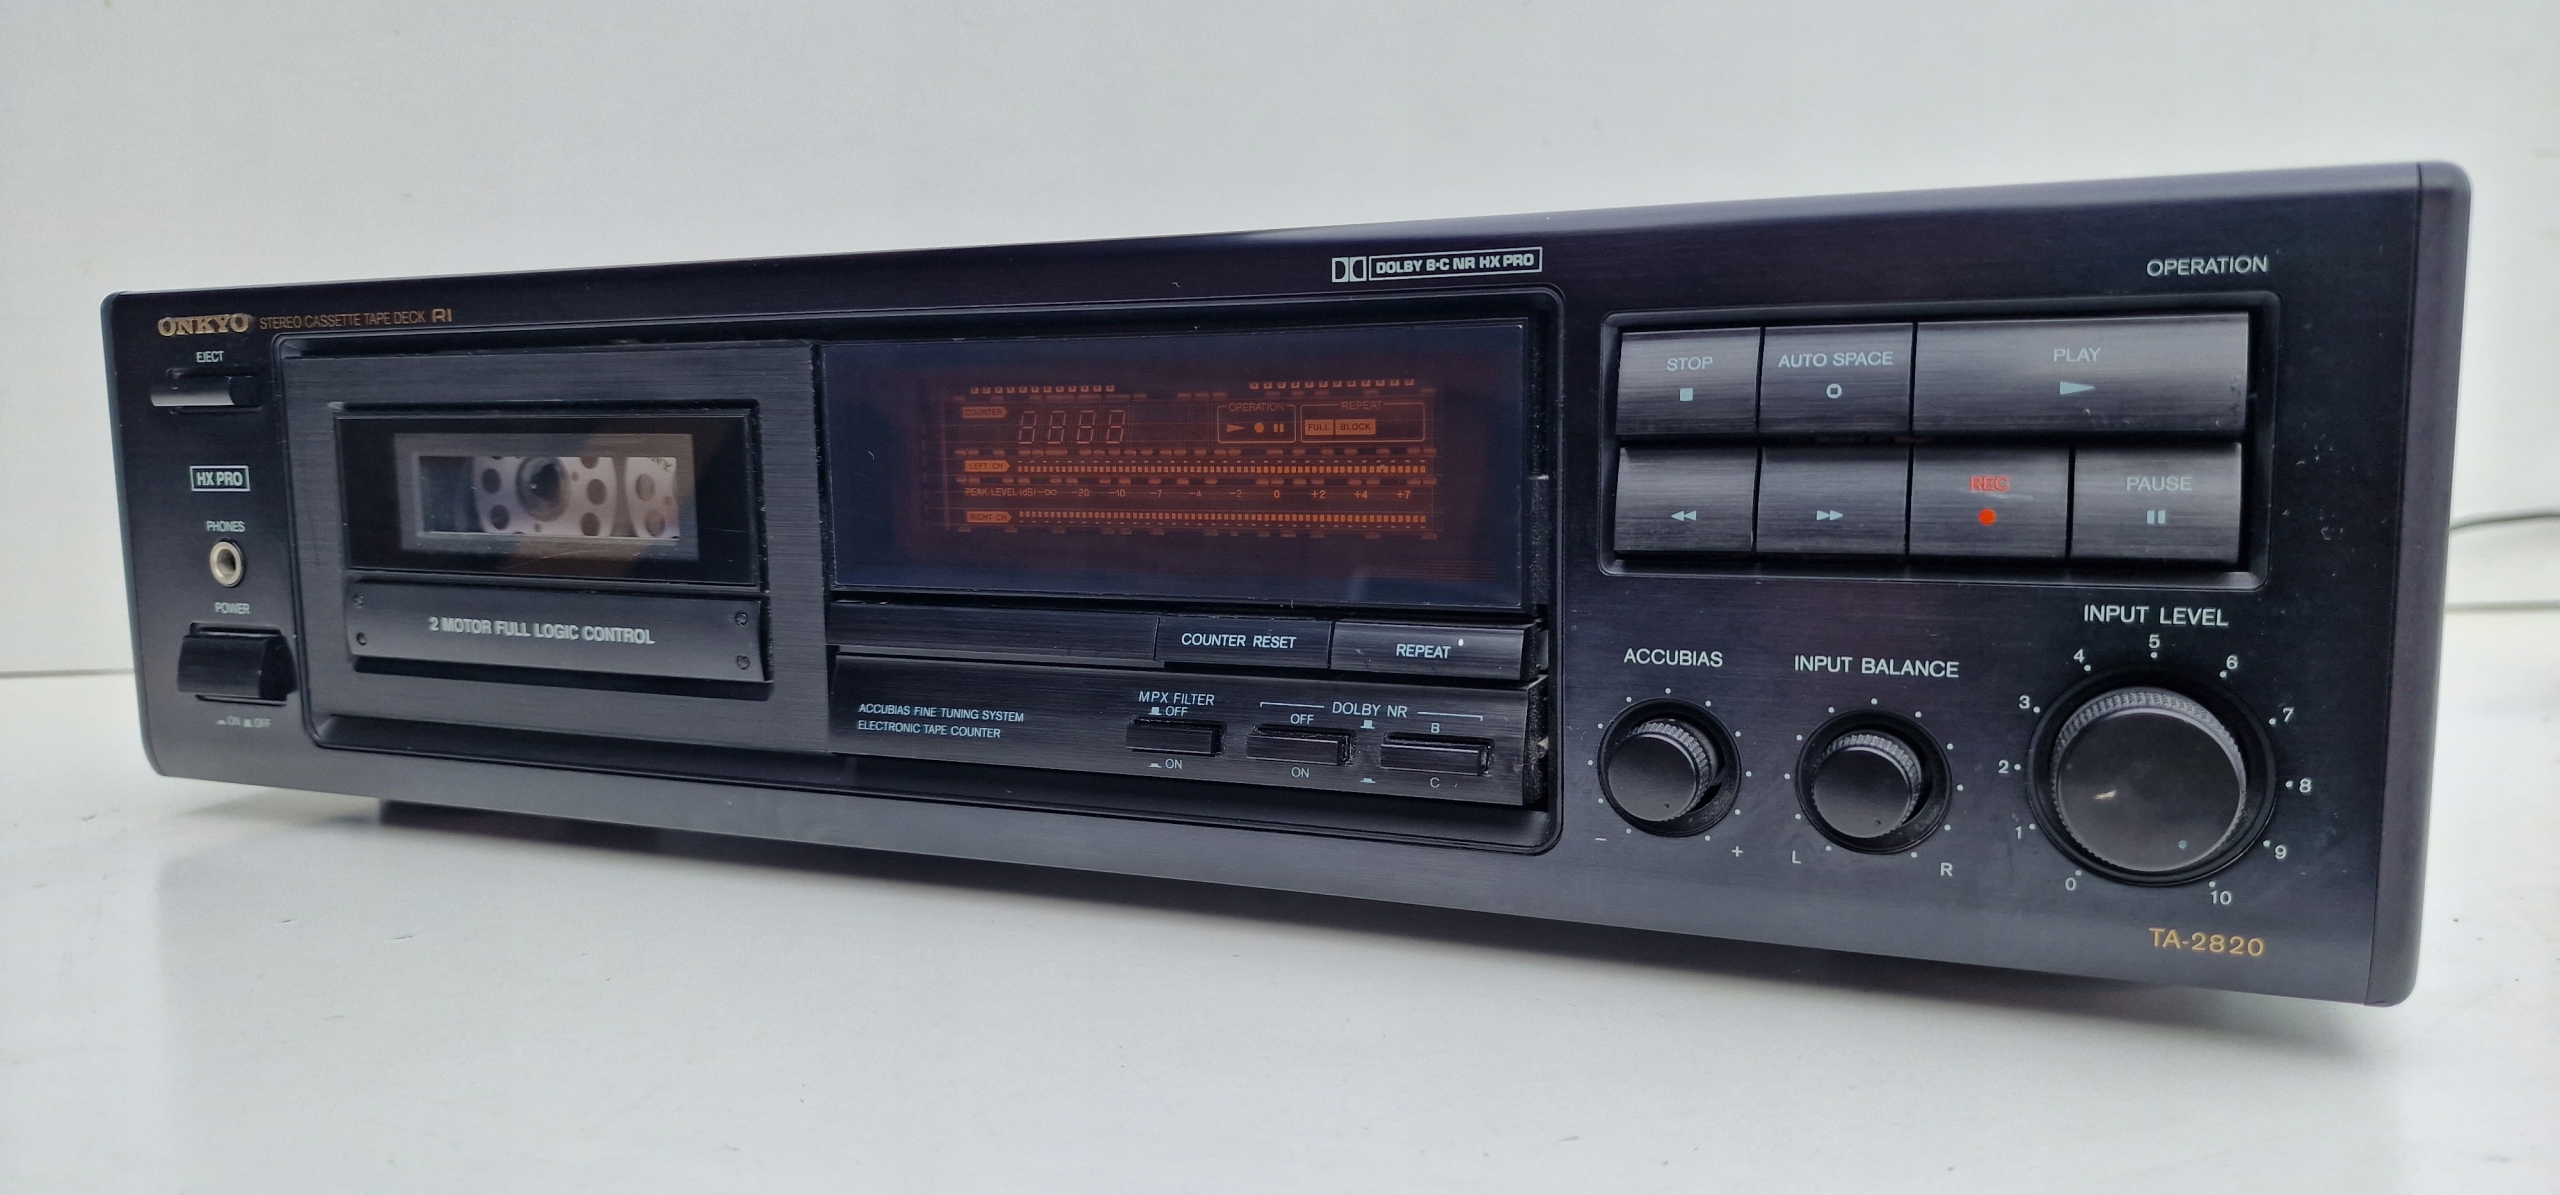 ONKYO STEREO CASSETTE TAPE DECK RI
EJECT
HX PRO
PHONES
POWER
ON OFF
2 MOTOR FULL LOGIC CONTROL
DOLBY B·C NR HX PRO
COUNTER 8888
OPERATION
REPEAT
FULL BLOCK
LEFT CH
PEAK LEVEL (dB) -∞ -20 -10 -7 -4 -2 0 +2 +4 +7
RIGHT CH
COUNTER RESET
REPEAT
ACCUBIAS FINE TUNING SYSTEM
ELECTRONIC TAPE COUNTER
MPX FILTER
OFF
ON
DOLBY NR
OFF
ON
B
C
OPERATION
STOP
AUTO SPACE
PLAY
REC
PAUSE
ACCUBIAS
- +
INPUT BALANCE
L R
INPUT LEVEL
0 1 2 3 4 5 6 7 8 9 10
TA-2820